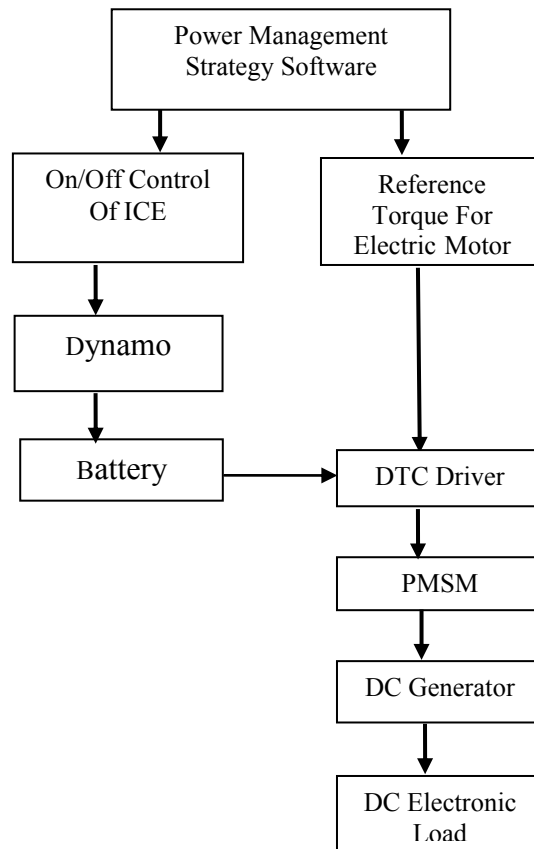 Power Management
Strategy Software
On/Off Control
Of ICE
Reference
Torque For
Electric Motor
Dynamo
Battery
DTC Driver
PMSM
DC Generator
DC Electronic
Load